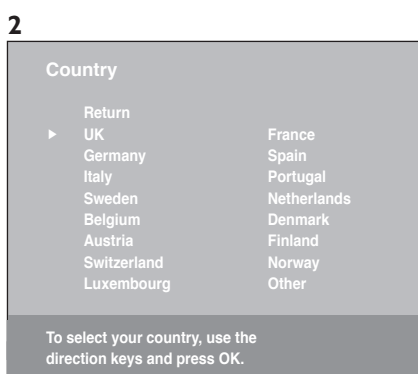 2
Country
Return
▶ UK France
Germany Spain
Italy Portugal
Sweden Netherlands
Belgium Denmark
Austria Finland
Switzerland Norway
Luxembourg Other
To select your country, use the
direction keys and press OK.